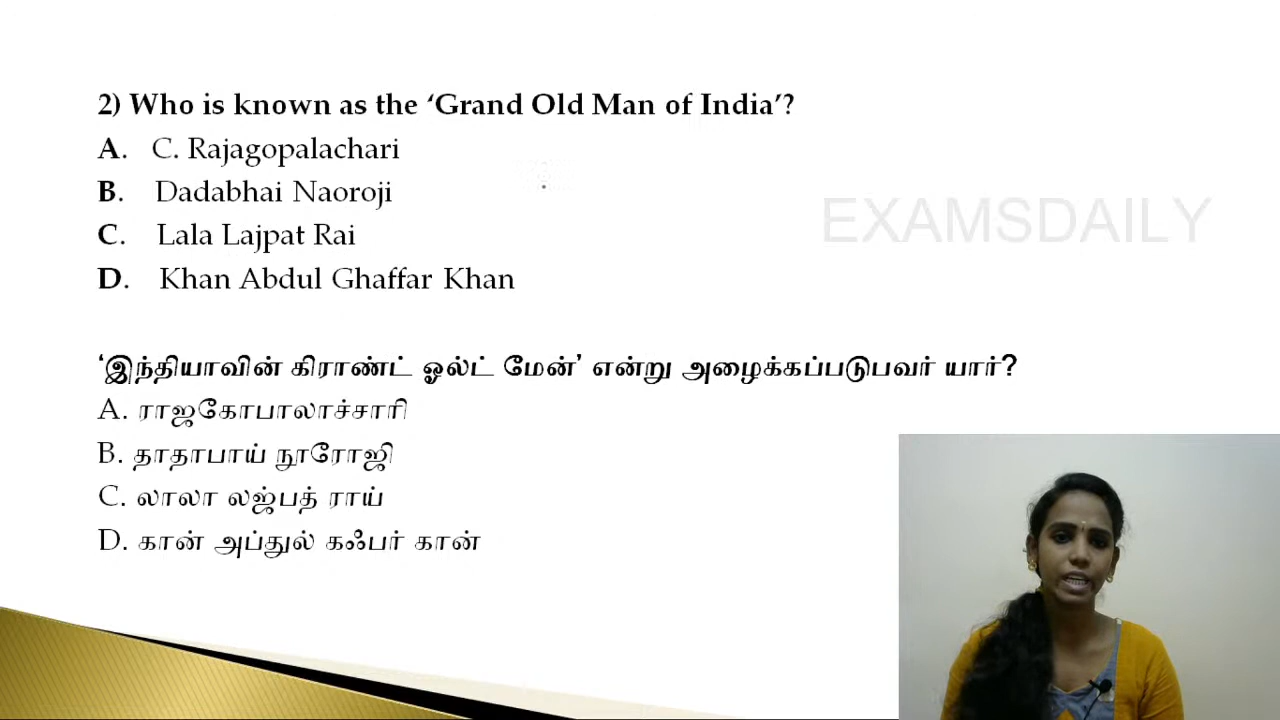 2) Who is known as the ‘Grand Old Man of India’?
A. C. Rajagopalachari
B. Dadabhai Naoroji
EXAMSDAILY
C. Lala Lajpat Rai
D. Khan Abdul Ghaffar Khan
‘இந்தியாவின் கிராண்ட் ஓல்ட் மேன்’ என்று அழைக்கப்படுபவர் யார்?
A. ராஜகோபாலாச்சாரி
B. தாதாபாய் நூரோஜி
C. லாலா லஜ்பத் ராய்
D. கான் அப்துல் கஃபர் கான்